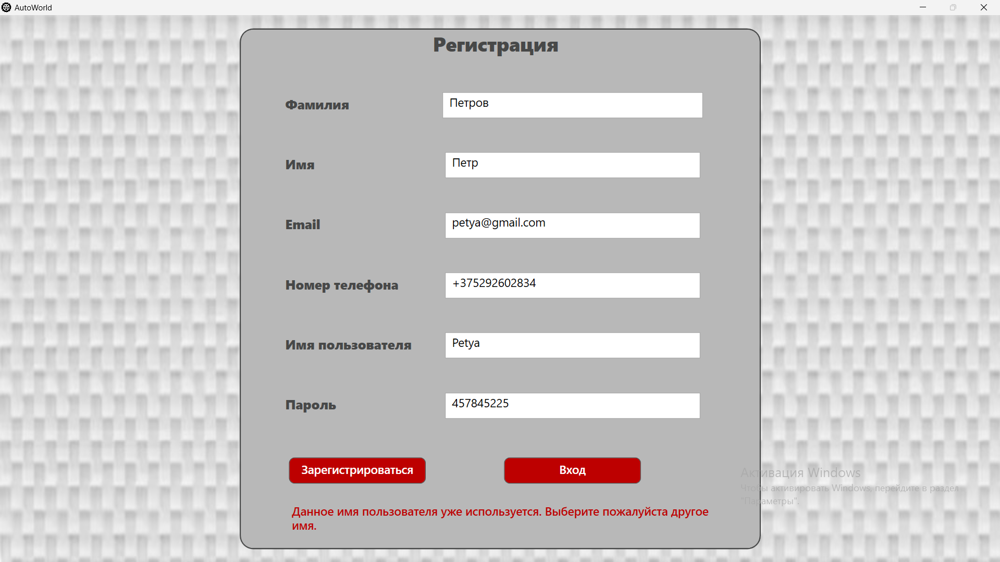 AutoWorld
Регистрация
Фамилия Петров
Имя Петр
Email petya@gmail.com
Номер телефона +375292602834
Имя пользователя Petya
Пароль 457845225
Зарегистрироваться Вход
Активация Windows
Чтобы активировать Windows, перейдите в раздел
"Параметры".
Данное имя пользователя уже используется. Выберите пожалуйста другое
имя.